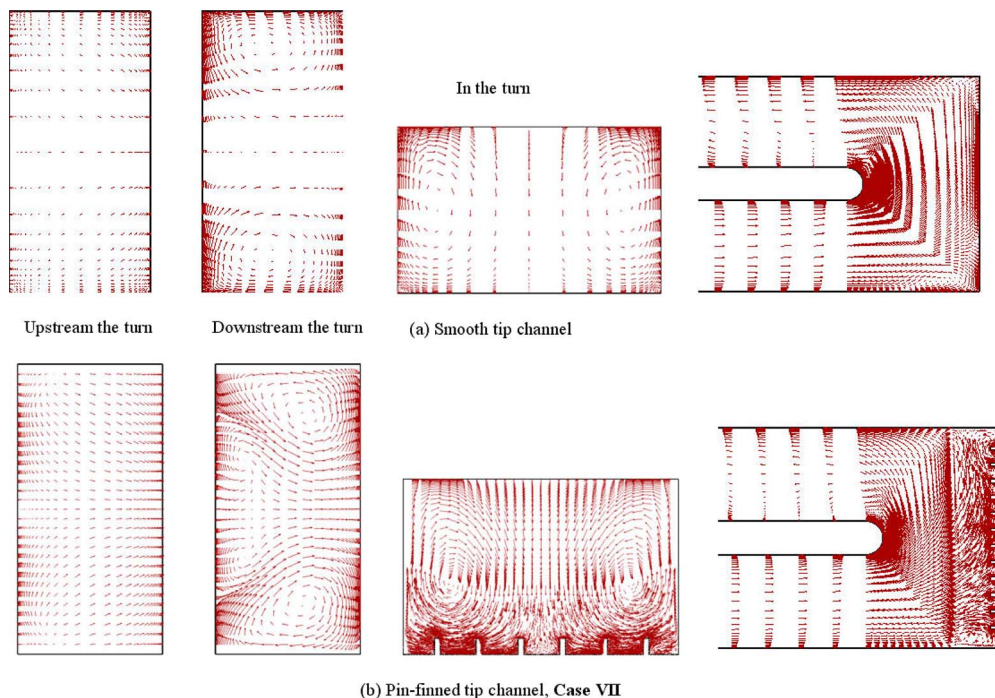 In the turn
Upstream the turn
Downstream the turn
(a) Smooth tip channel
(b) Pin-finned tip channel, Case VII